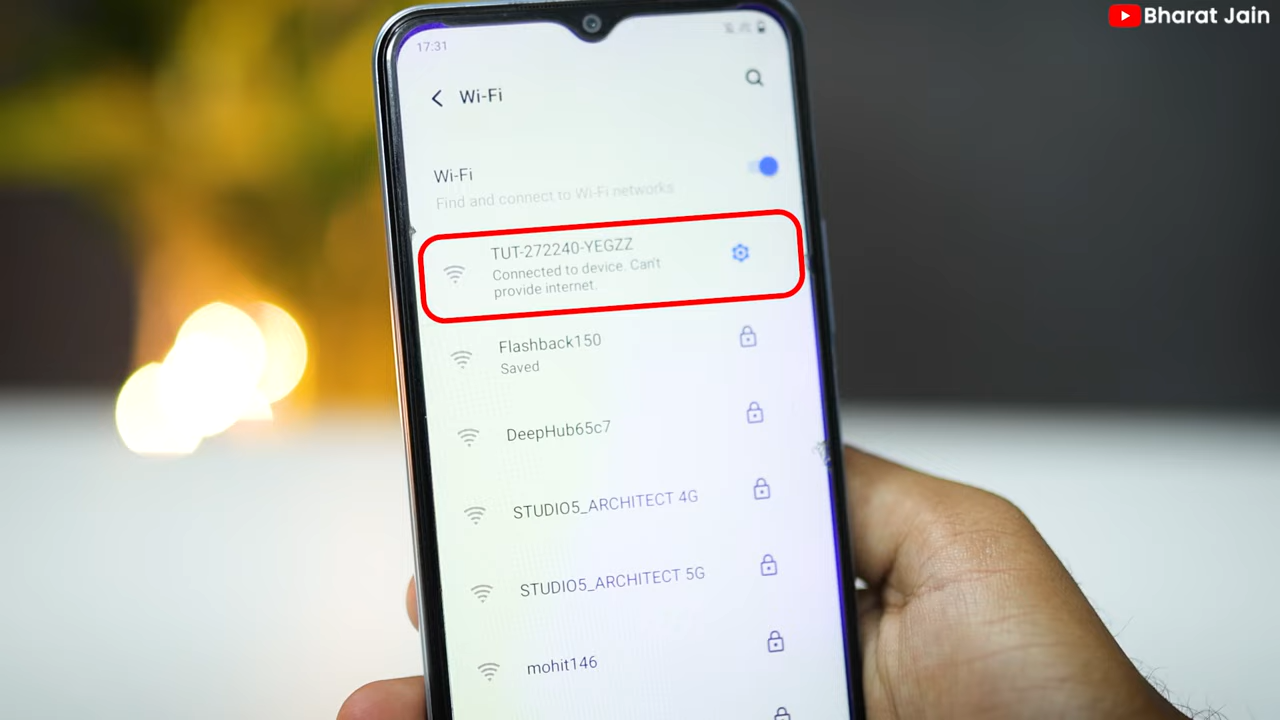 Bharat Jain
17:31
Wi-Fi
Wi-Fi
Find and connect to Wi-Fi networks
TUT-272240-YEGZZ
Connected to device. Can't
provide internet.
Flashback150
Saved
DeepHub65c7
STUDIO5_ARCHITECT 4G
STUDIO5_ARCHITECT 5G
mohit146